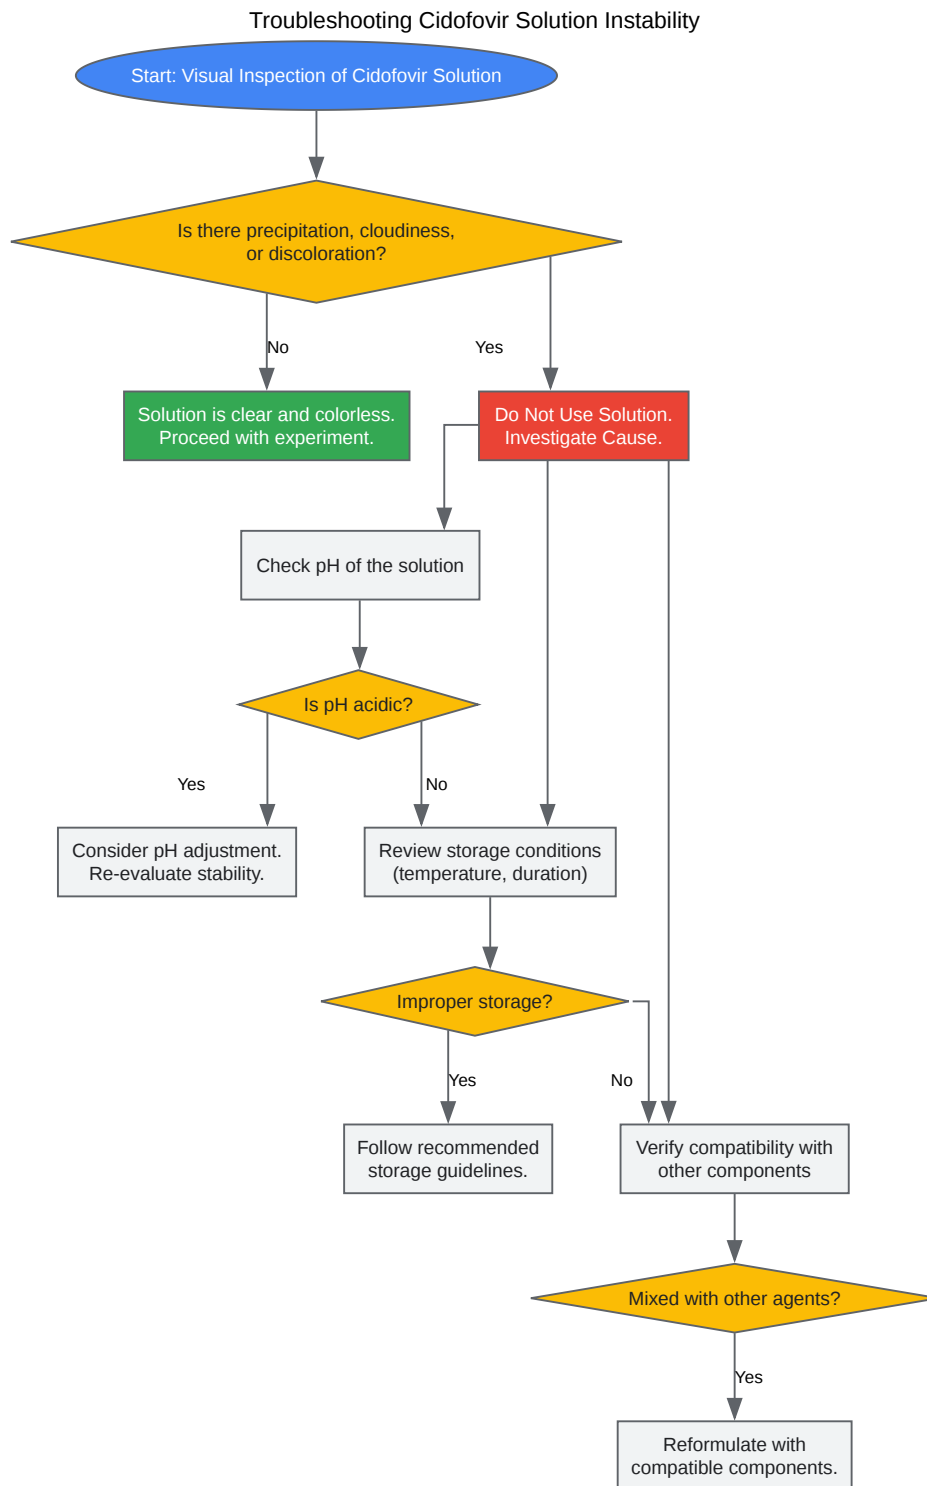 Troubleshooting Cidofovir Solution Instability
Start: Visual Inspection of Cidofovir Solution
Is there precipitation, cloudiness,
or discoloration?
No
Yes
Solution is clear and colorless.
Proceed with experiment.
Do Not Use Solution.
Investigate Cause.
Check pH of the solution
Is pH acidic?
Yes
No
Consider pH adjustment.
Re-evaluate stability.
Review storage conditions
(temperature, duration)
Improper storage?
Yes
No
Follow recommended
storage guidelines.
Verify compatibility with
other components
Mixed with other agents?
Yes
Reformulate with
compatible components.